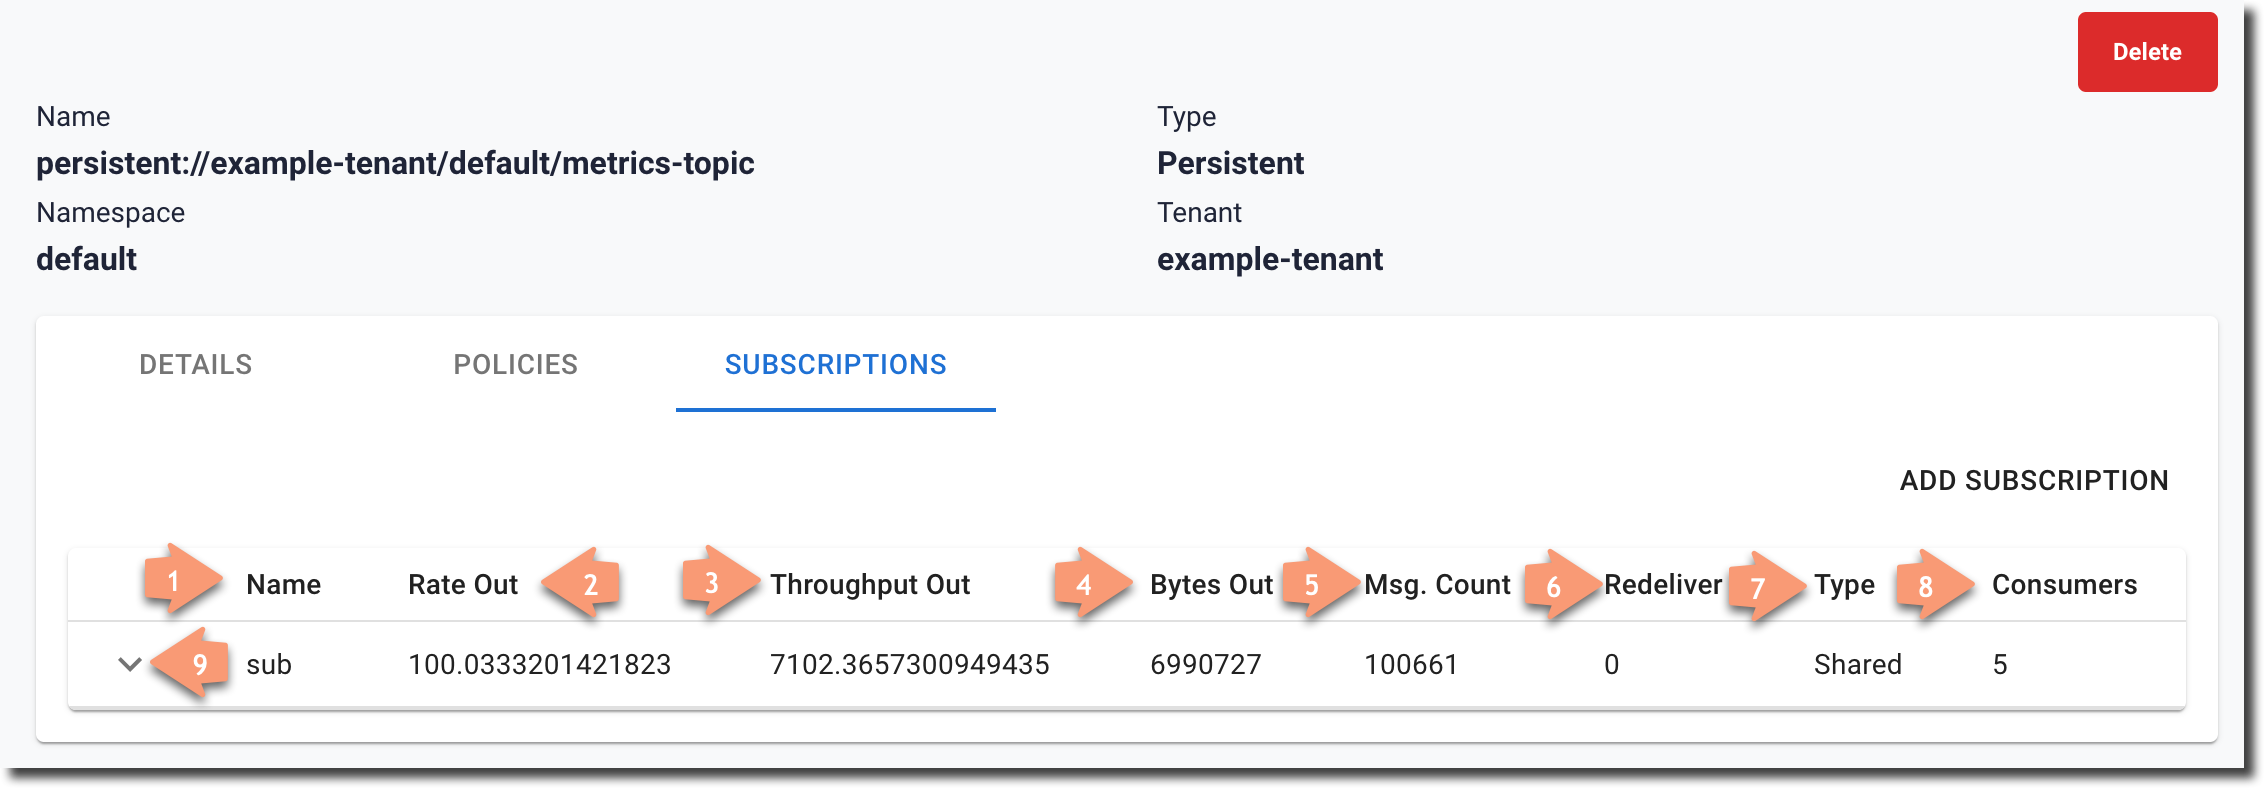 Delete
Name
Type
persistent://example-tenant/default/metrics-topic
Persistent
Namespace
Tenant
default
example-tenant
DETAILS POLICIES SUBSCRIPTIONS
ADD SUBSCRIPTION
1 Name Rate Out 2 3 Throughput Out 4 Bytes Out 5 Msg. Count 6 Redeliver 7 Type 8 Consumers
9 sub 100.0333201421823 7102.3657300949435 6990727 100661 0 Shared 5